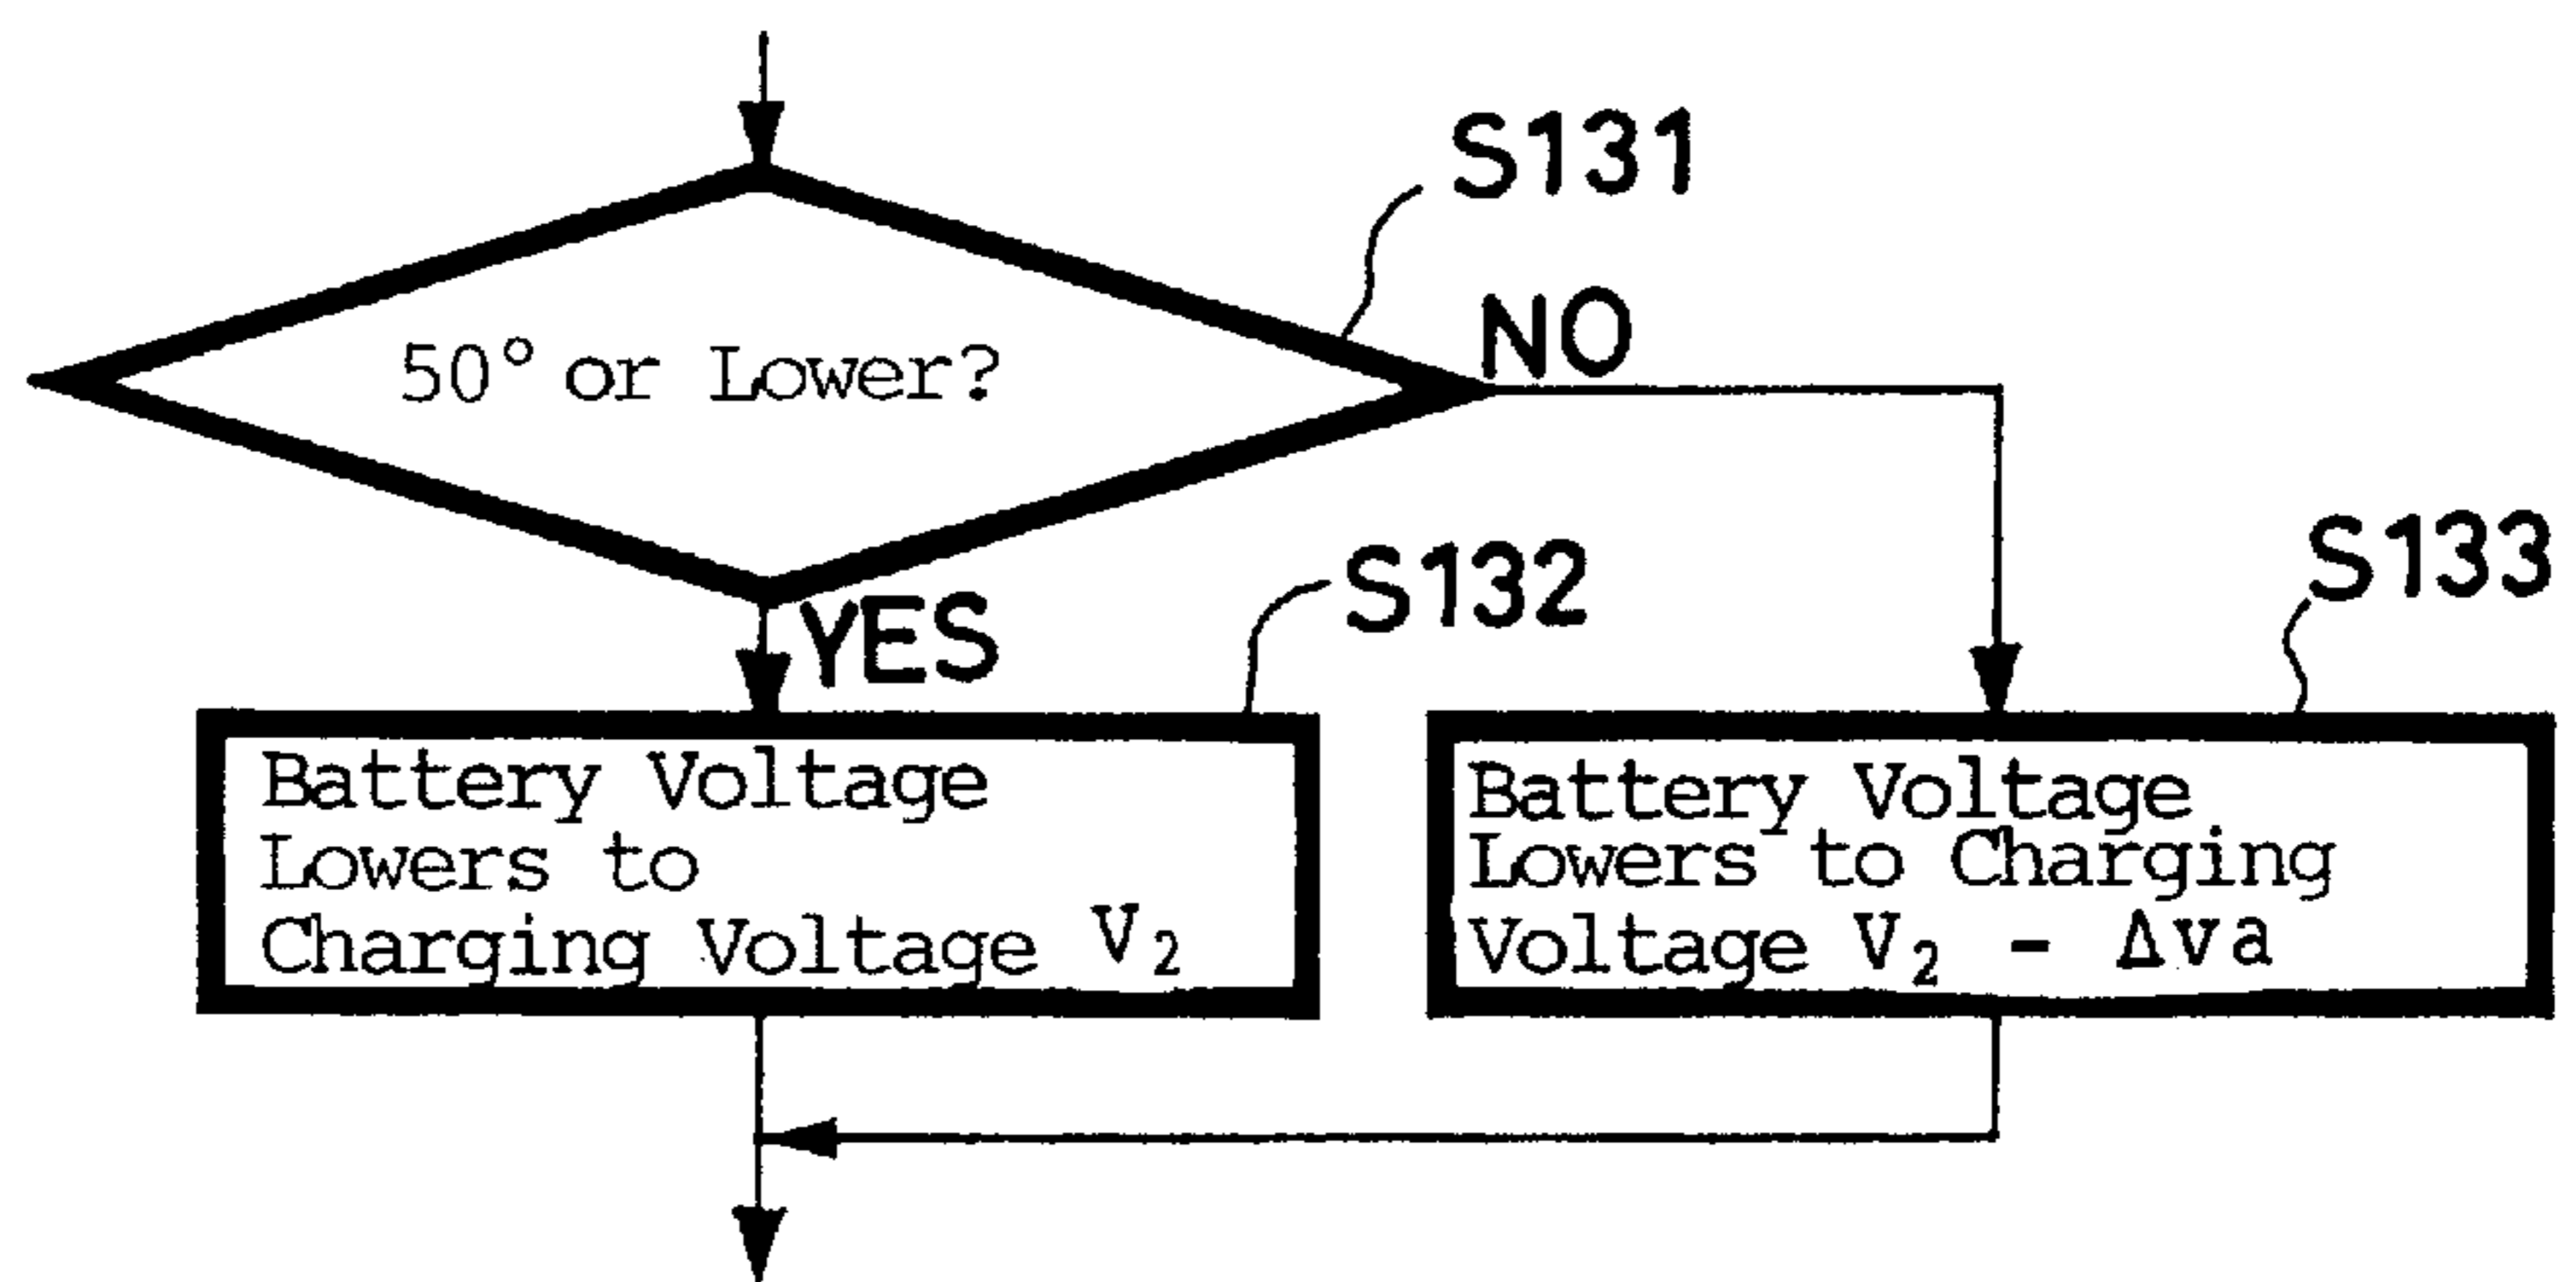 S131
50° or Lower?
NO
YES
S132
S133
Battery Voltage
Lowers to
Charging Voltage V₂
Battery Voltage
Lowers to Charging
Voltage V₂ - Δva